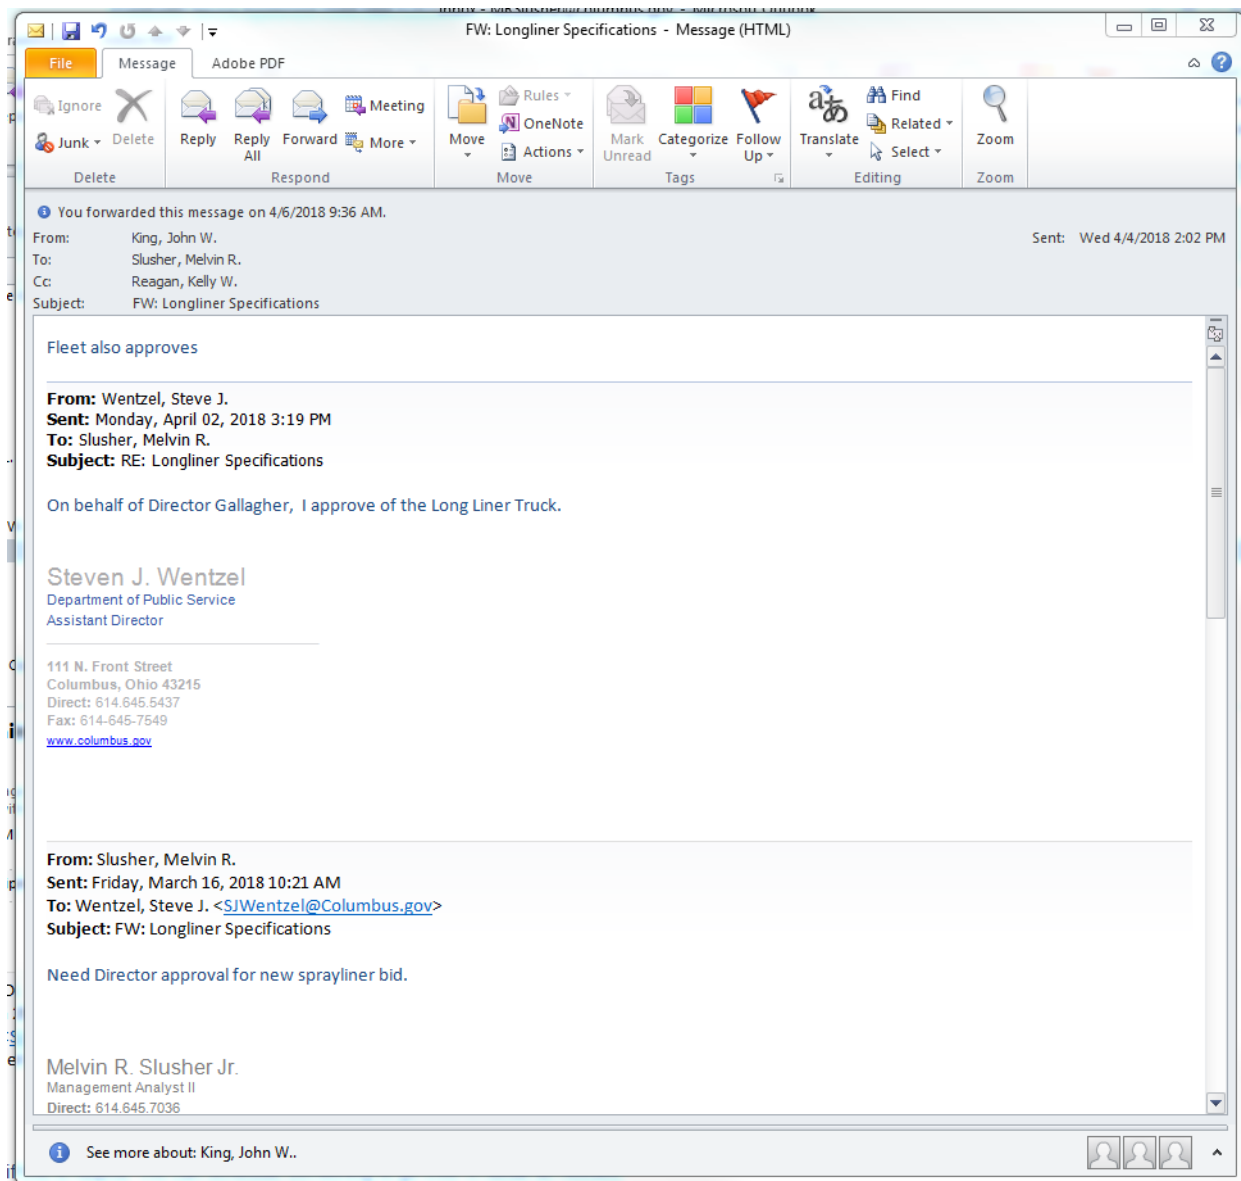 Inbox - MRSlusher@columbus.gov - Microsoft Outlook
FW: Longliner Specifications - Message (HTML)
File Message Adobe PDF
Ignore
Junk
Delete
Reply
Reply All
Forward
Meeting
More
Move
Rules
OneNote
Actions
Mark Unread
Categorize
Follow Up
Translate
Find
Related
Select
Zoom
Delete Respond Move Tags Editing Zoom
You forwarded this message on 4/6/2018 9:36 AM.
From: King, John W. Sent: Wed 4/4/2018 2:02 PM
To: Slusher, Melvin R.
Cc: Reagan, Kelly W.
Subject: FW: Longliner Specifications
Fleet also approves
From: Wentzel, Steve J.
Sent: Monday, April 02, 2018 3:19 PM
To: Slusher, Melvin R.
Subject: RE: Longliner Specifications
On behalf of Director Gallagher, I approve of the Long Liner Truck.
Steven J. Wentzel
Department of Public Service
Assistant Director
111 N. Front Street
Columbus, Ohio 43215
Direct: 614.645.5437
Fax: 614-645-7549
www.columbus.gov
From: Slusher, Melvin R.
Sent: Friday, March 16, 2018 10:21 AM
To: Wentzel, Steve J. <SJWentzel@Columbus.gov>
Subject: FW: Longliner Specifications
Need Director approval for new sprayliner bid.
Melvin R. Slusher Jr.
Management Analyst II
Direct: 614.645.7036
See more about: King, John W..